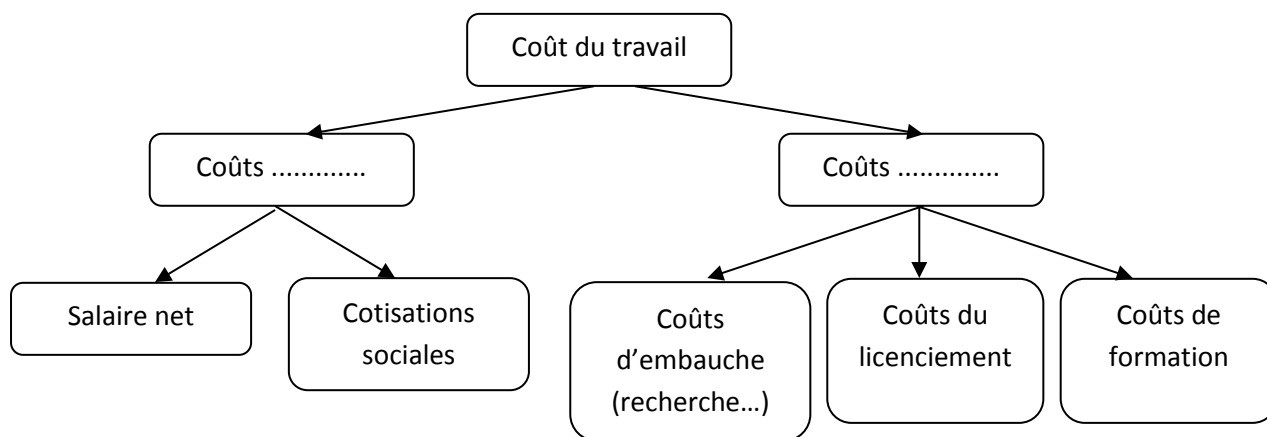 Coût du travail
Coûts .............
Coûts ..............
Salaire net
Cotisations
sociales
Coûts
d’embauche
(recherche…)
Coûts du
licenciement
Coûts de
formation